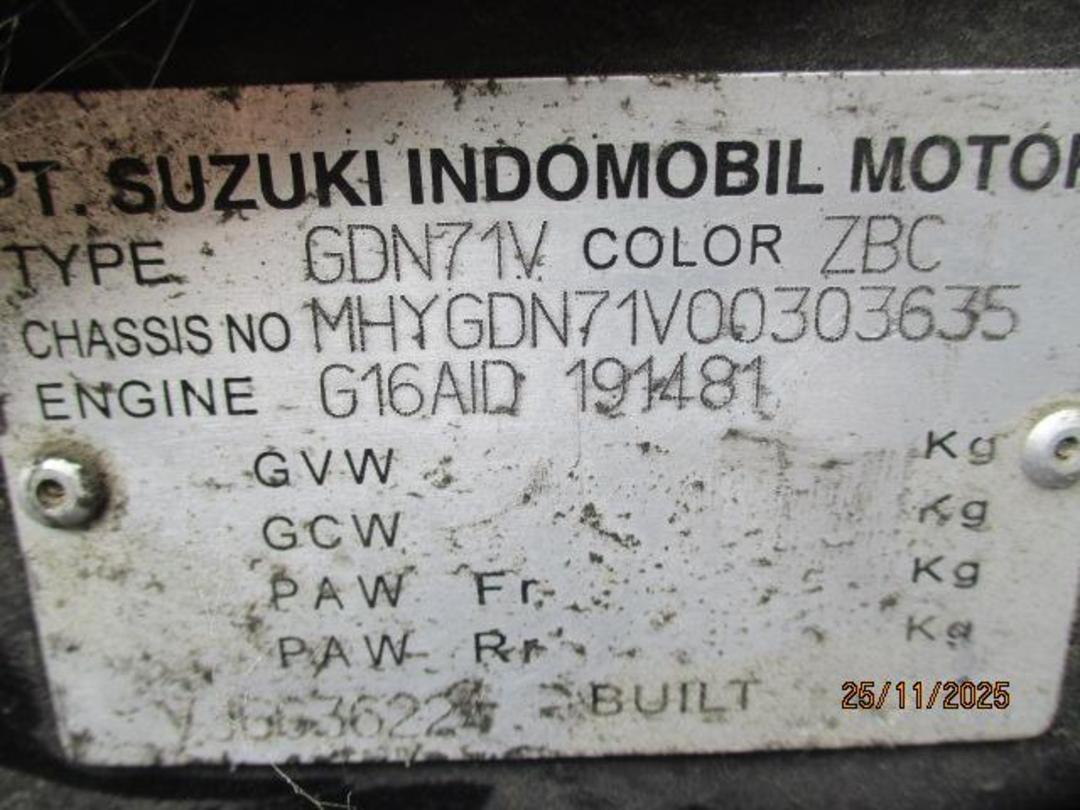 PT. SUZUKI INDOMOBIL MOTOR
TYPE GDN71V COLOR ZBC
CHASSIS NO MHYGDN71V00303635
ENGINE G16AID 191481
GVW Kg
GCW Kg
PAW Fr. Kg
PAW Rr Kg
BUILT
25/11/2025